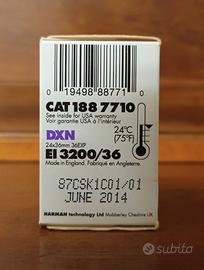 0 19498 88771 0
CAT 188 7710
See inside for USA warranty
Voir garantie USA à l'intérieur
DXN
24°C
(75°F)
24x36mm 36EXP
EI 3200/36
Made in England. Fabriqué en Angleterre.
87CSK1C01/01
JUNE 2014
HARMAN technology Ltd Mobberley Cheshire UK
subito